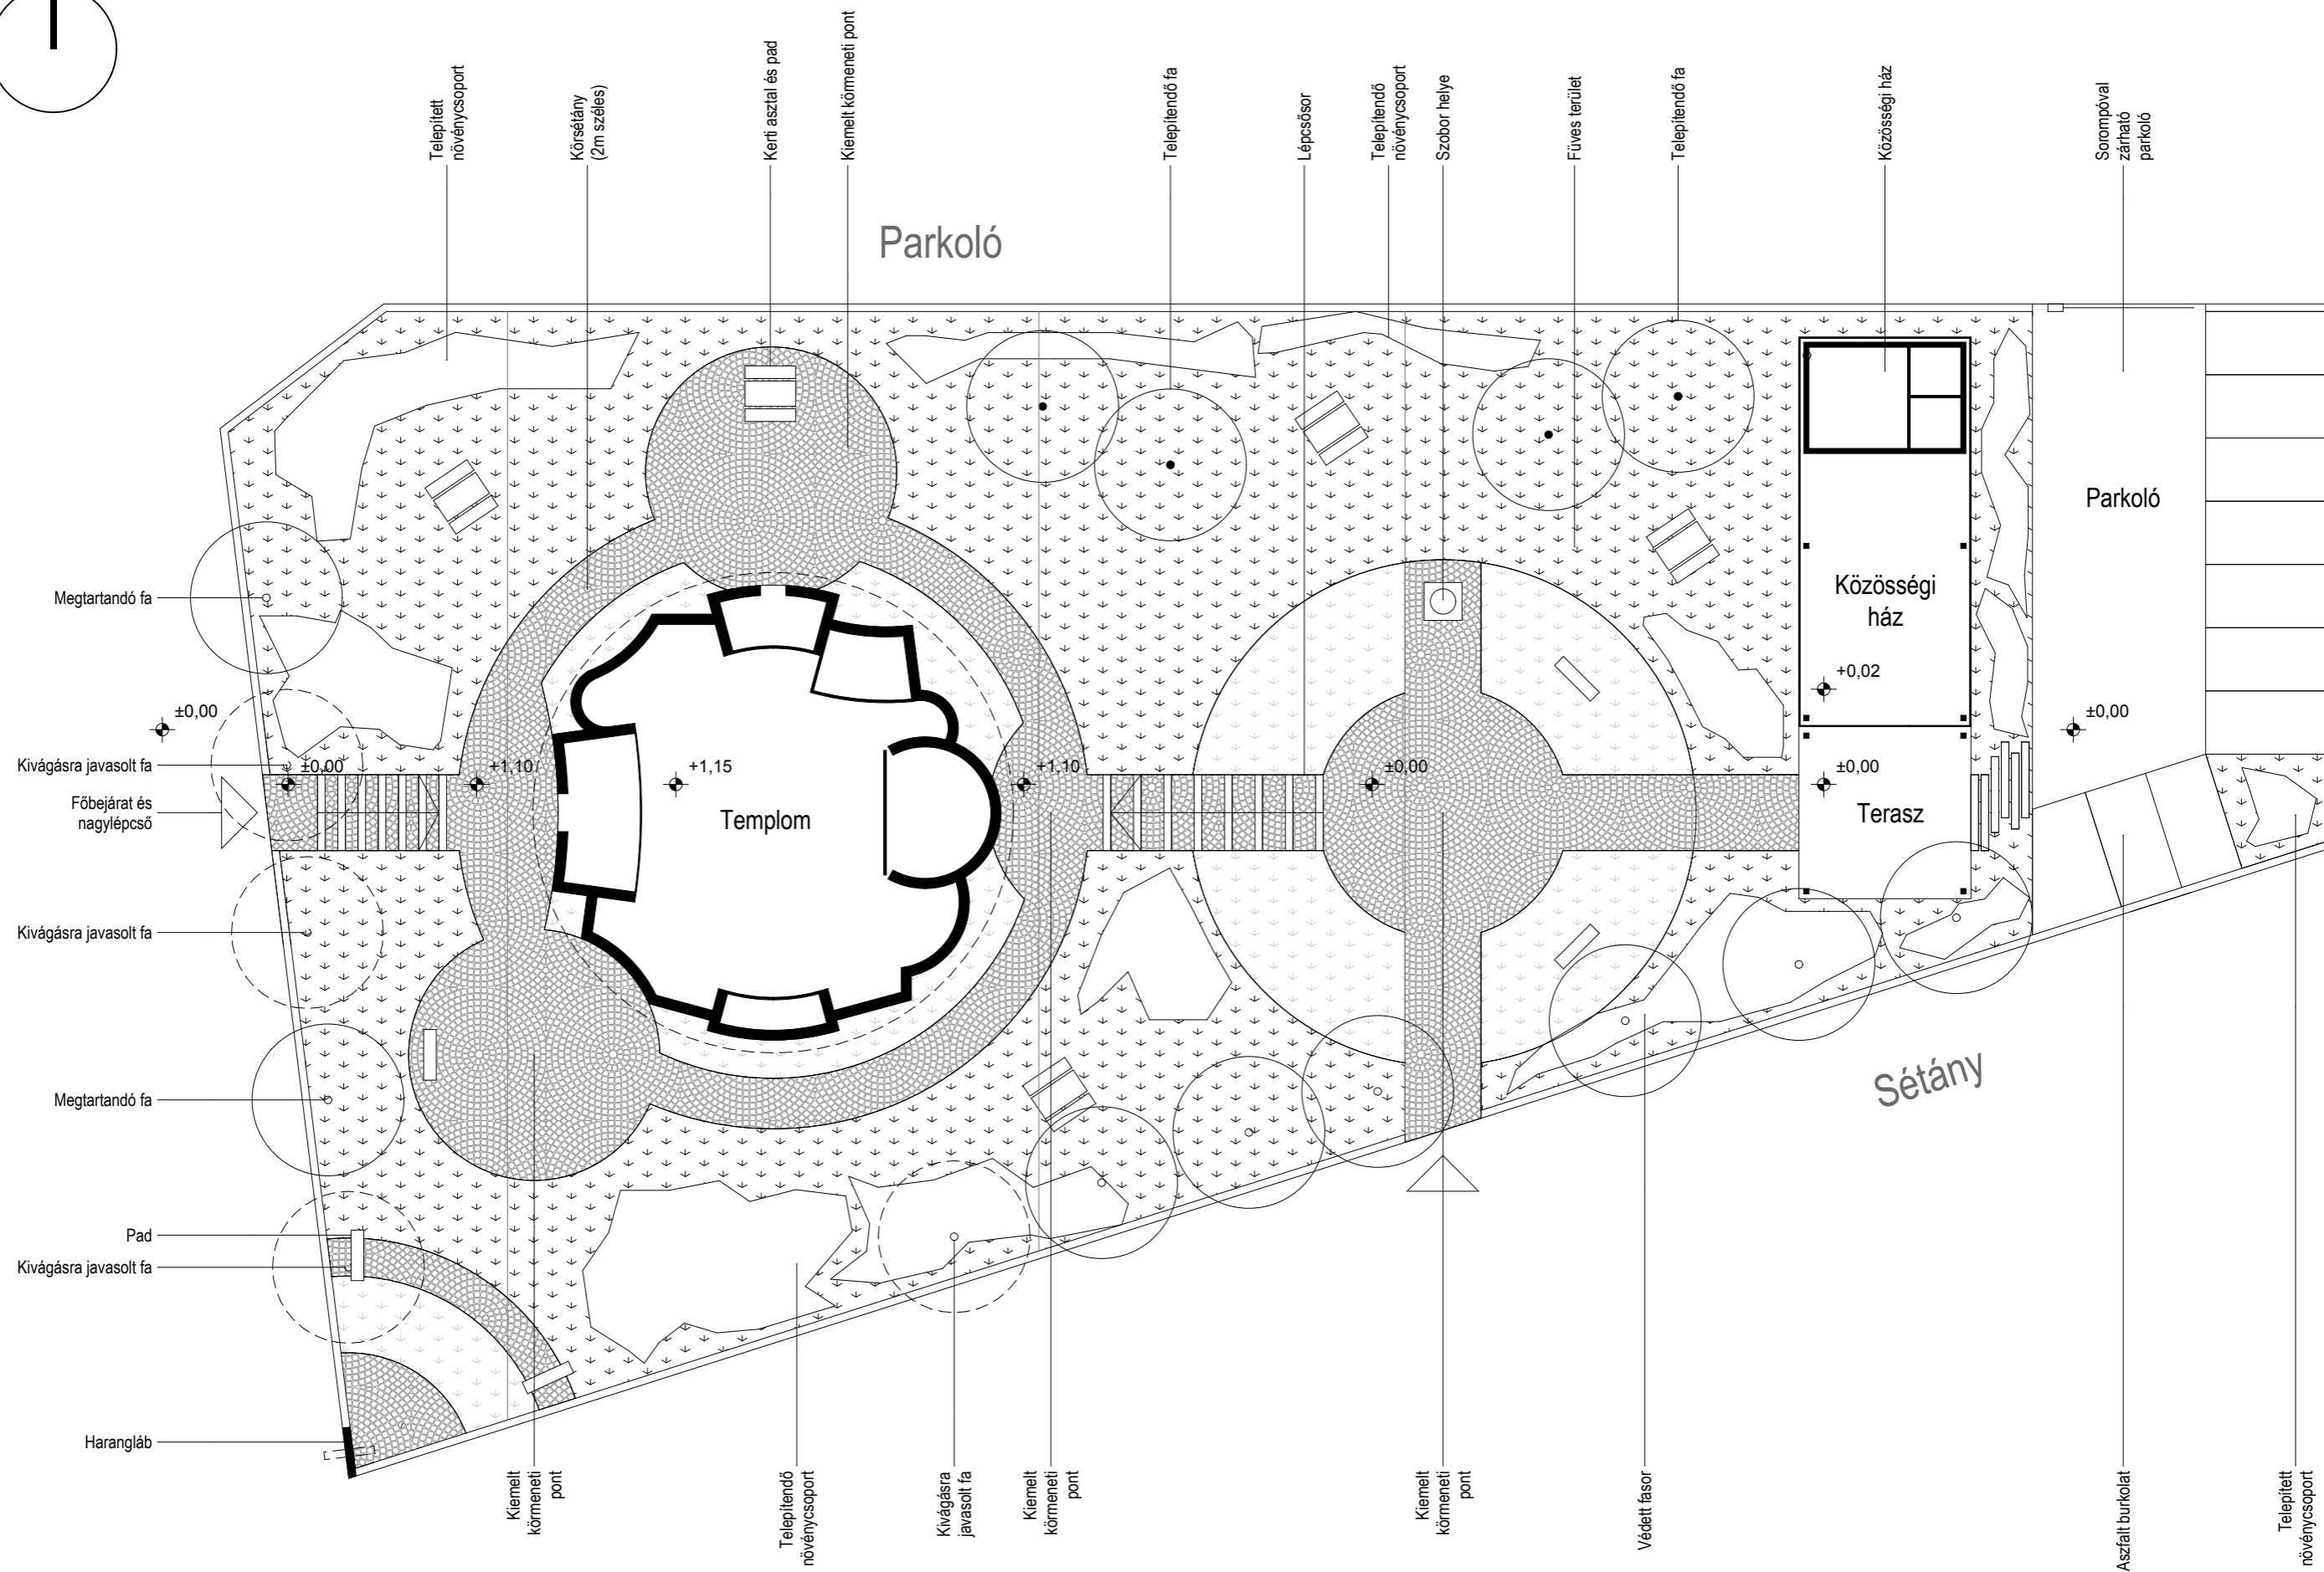 Telepített
növénycsoport
Körsétány
(2m széles)
Kerti asztal és pad
Kiemelt körmeneti pont
Telepítendő fa
Lépcsősor
Telepítendő
növénycsoport
Szobor helye
Füves terület
Telepítendő fa
Közösségi ház
Sorompóval
zárható
parkoló
Parkoló
Parkoló
Közösségi
ház
Megtartandó fa
+0,02
±0,00
±0,00
Kivágásra javasolt fa
±0,00
+1,10
+1,15
+1,10
±0,00
±0,00
Főbejárat és
nagylépcső
Templom
Terasz
Kivágásra javasolt fa
Megtartandó fa
Sétány
Pad
Kivágásra javasolt fa
Harangláb
Kiemelt
körmeneti
pont
Telepítendő
növénycsoport
Kivágásra
javasolt fa
Kiemelt
körmeneti
pont
Kiemelt
körmeneti
pont
Védett fasor
Aszfalt burkolat
Telepített
növénycsoport